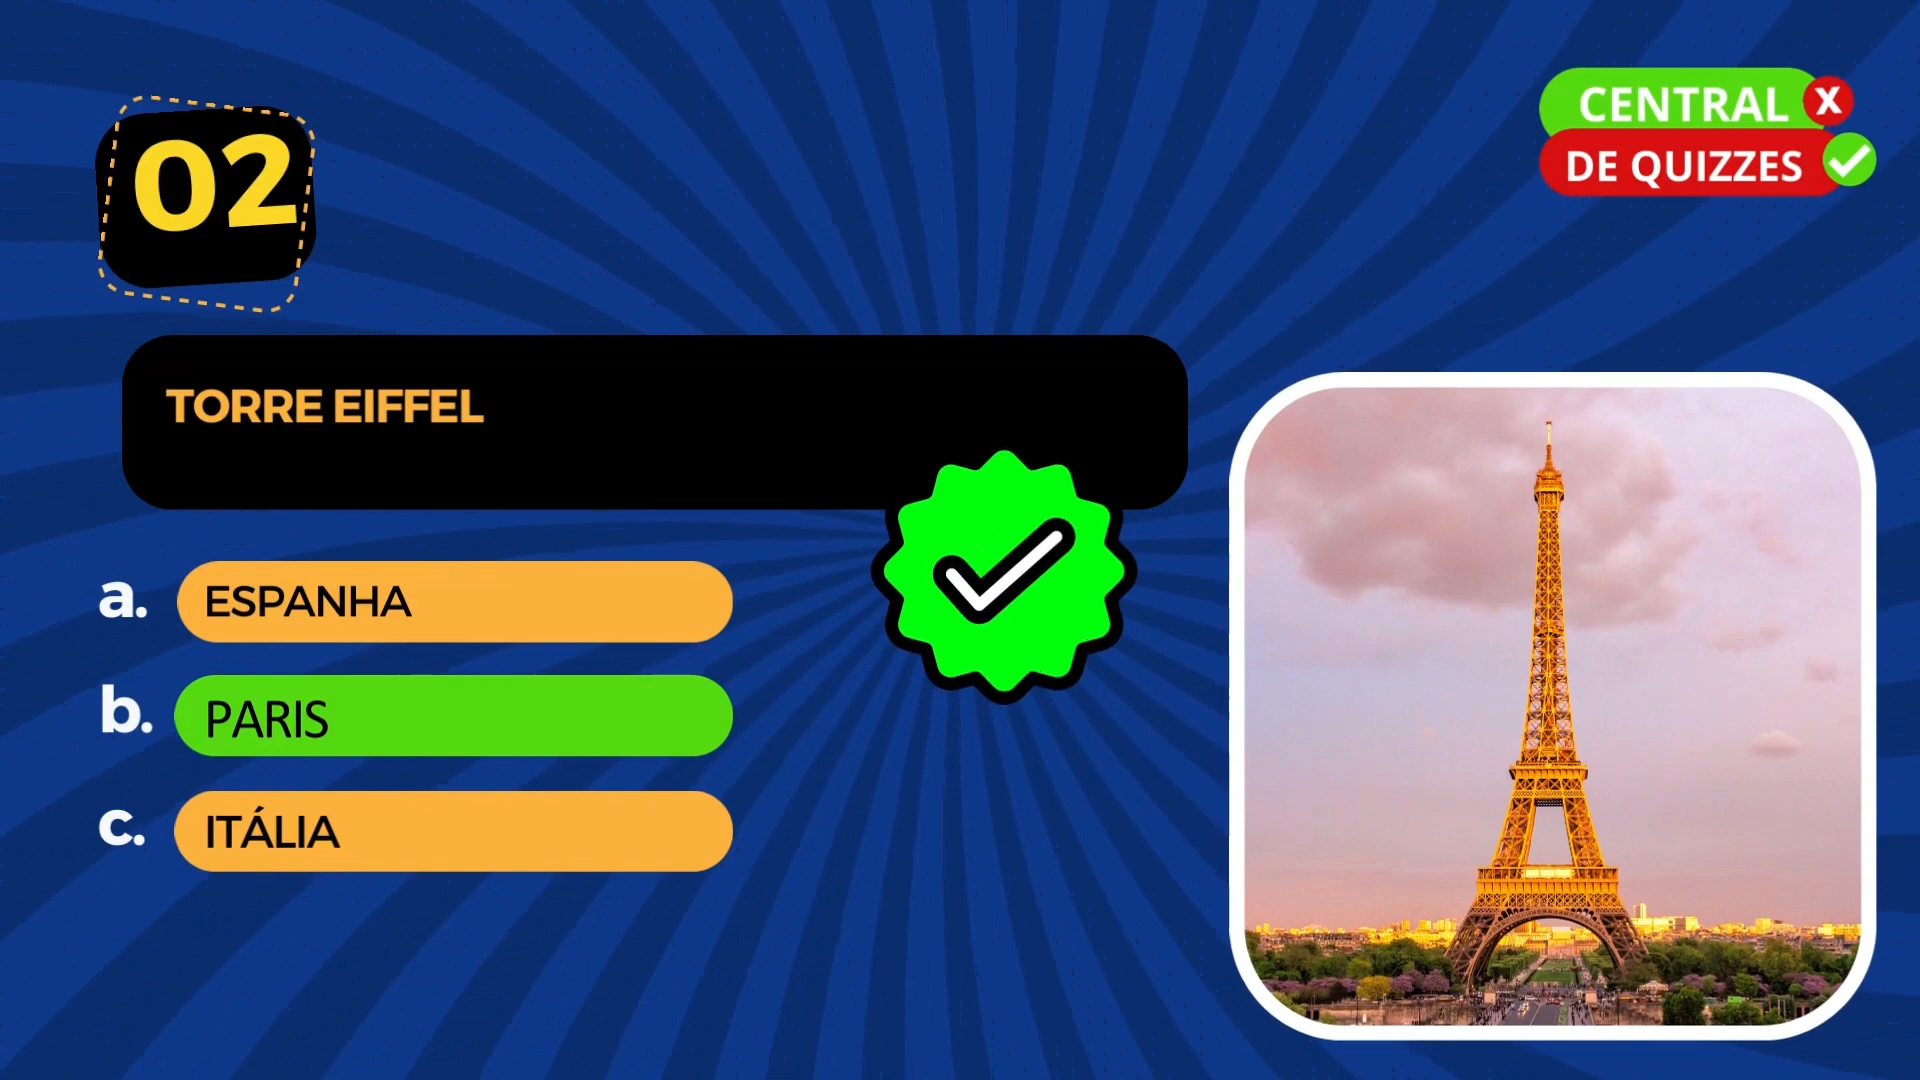 02
CENTRAL X
DE QUIZZES
TORRE EIFFEL
a. ESPANHA
b. PARIS
c. ITÁLIA